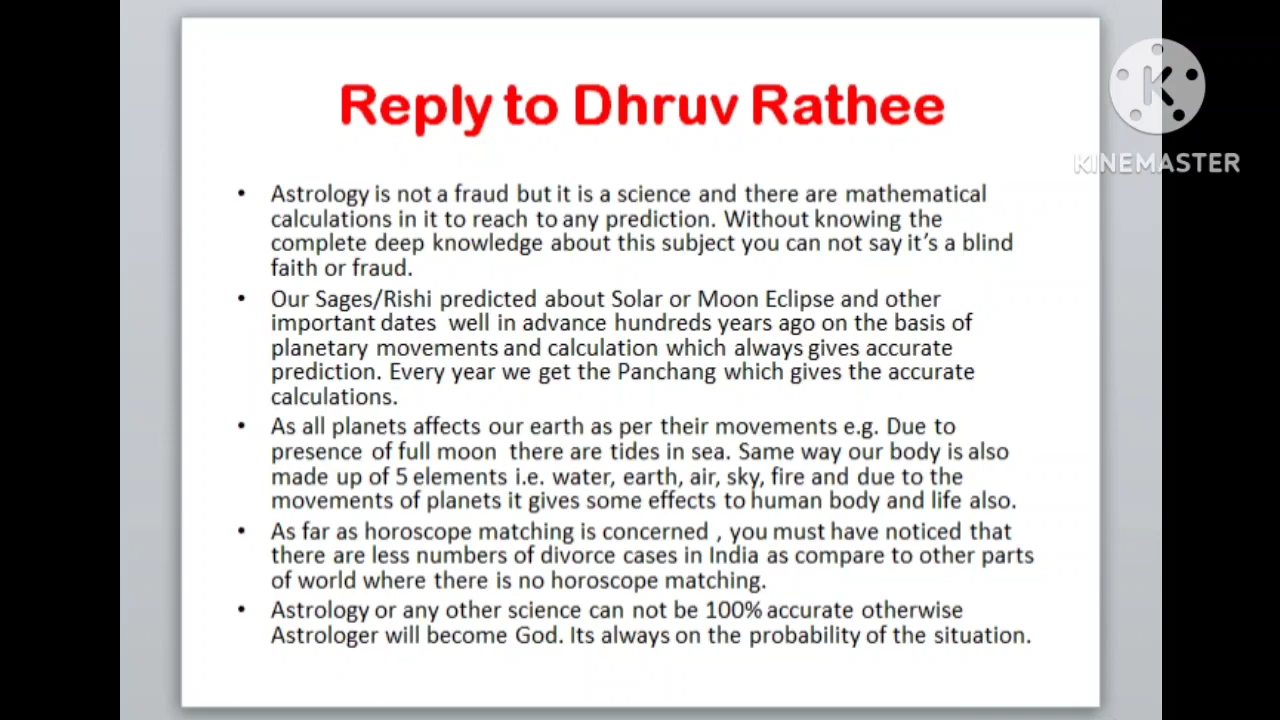 Reply to Dhruv Rathee
K
KINEMASTER
• Astrology is not a fraud but it is a science and there are mathematical
calculations in it to reach to any prediction. Without knowing the
complete deep knowledge about this subject you can not say it's a blind
faith or fraud.
• Our Sages/Rishi predicted about Solar or Moon Eclipse and other
important dates well in advance hundreds years ago on the basis of
planetary movements and calculation which always gives accurate
prediction. Every year we get the Panchang which gives the accurate
calculations.
• As all planets affects our earth as per their movements e.g. Due to
presence of full moon there are tides in sea. Same way our body is also
made up of 5 elements i.e. water, earth, air, sky, fire and due to the
movements of planets it gives some effects to human body and life also.
• As far as horoscope matching is concerned , you must have noticed that
there are less numbers of divorce cases in India as compare to other parts
of world where there is no horoscope matching.
• Astrology or any other science can not be 100% accurate otherwise
Astrologer will become God. Its always on the probability of the situation.